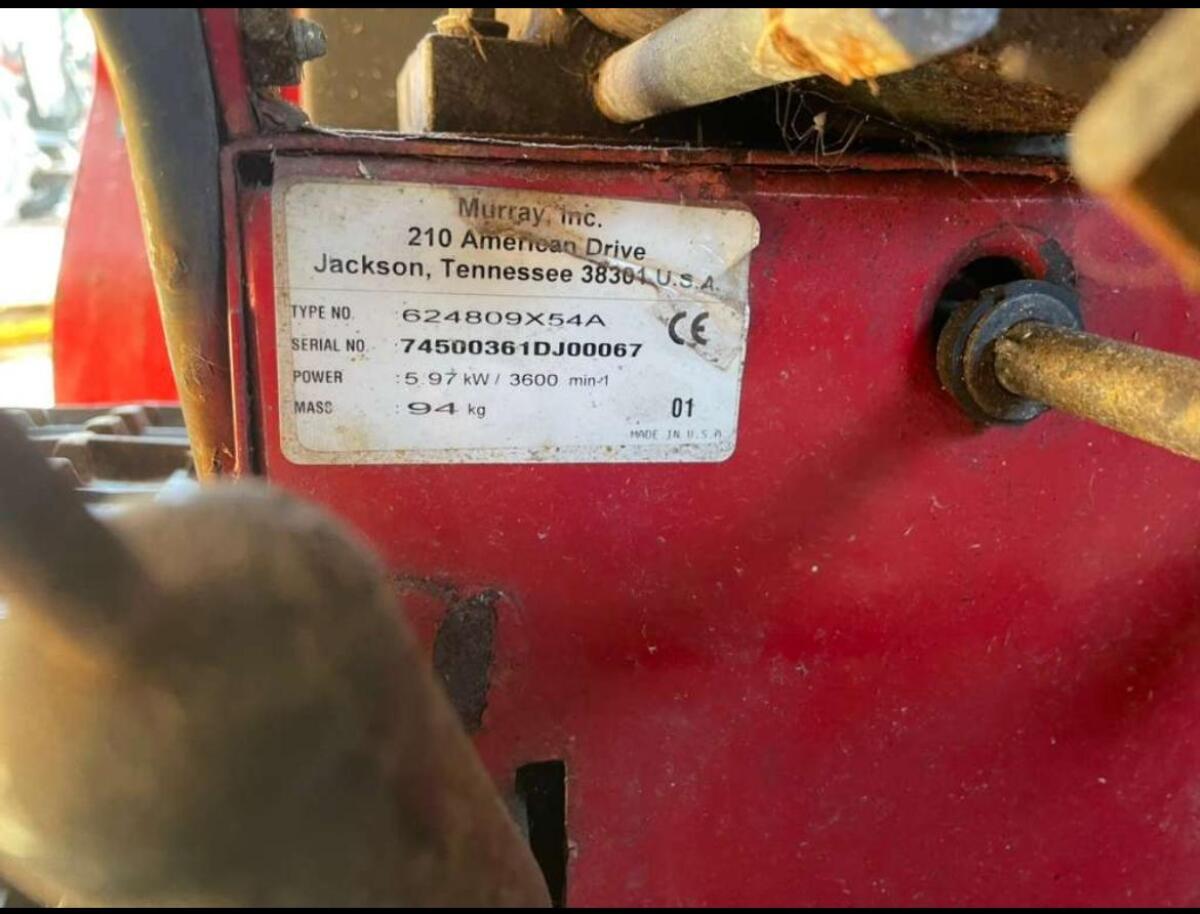 Murray, Inc.
210 American Drive
Jackson, Tennessee 38301 U.S.A.
TYPE NO. :624809X54A
CE
SERIAL NO. :74500361DJ00067
POWER :5.97 kW / 3600 min-1
MASS :94 kg
01
MADE IN U.S.A